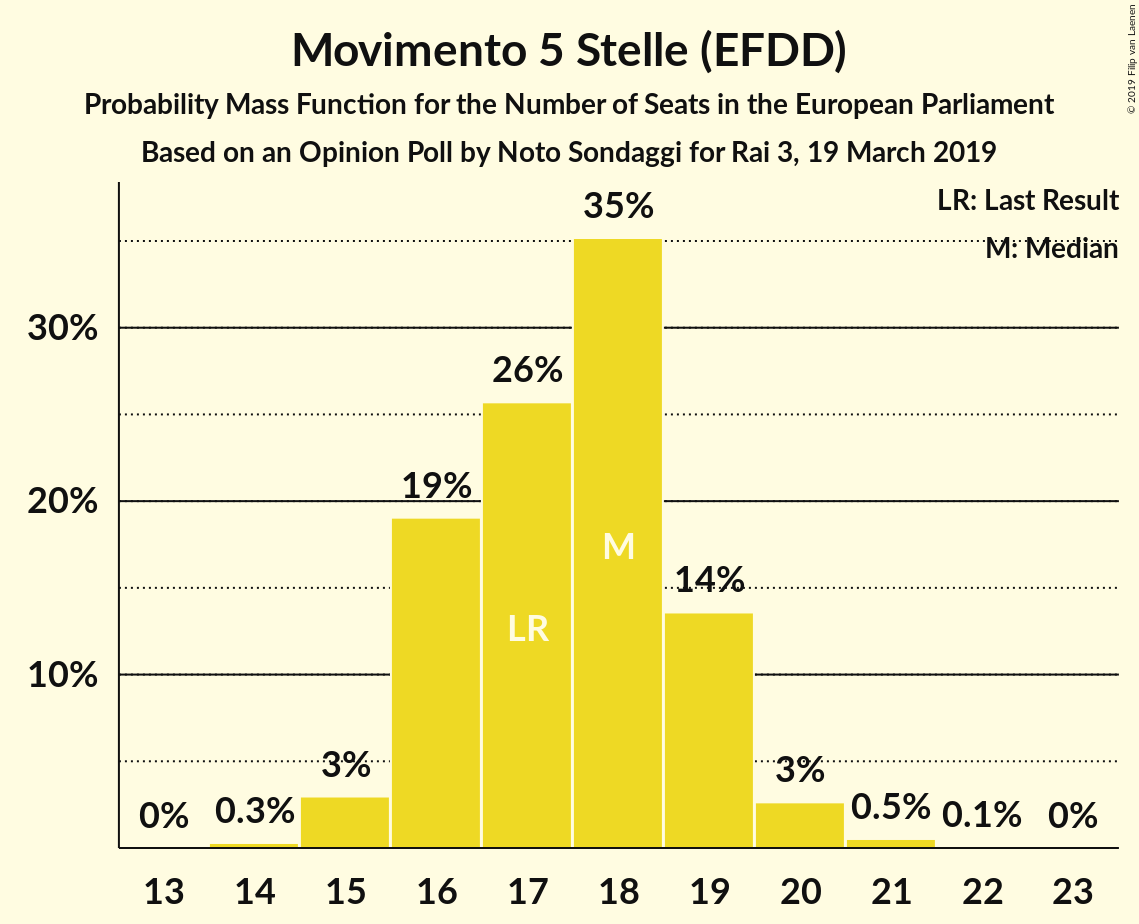 Movimento 5 Stelle (EFDD)
Probability Mass Function for the Number of Seats in the European Parliament
Based on an Opinion Poll by Noto Sondaggi for Rai 3, 19 March 2019
© 2019 Filip van Laenen
LR: Last Result
M: Median
35%
30%
26%
20%
19%
M
14%
LR
10%
3%
3%
0%
0.3%
0.5%
0.1%
0%
13 14 15 16 17 18 19 20 21 22 23